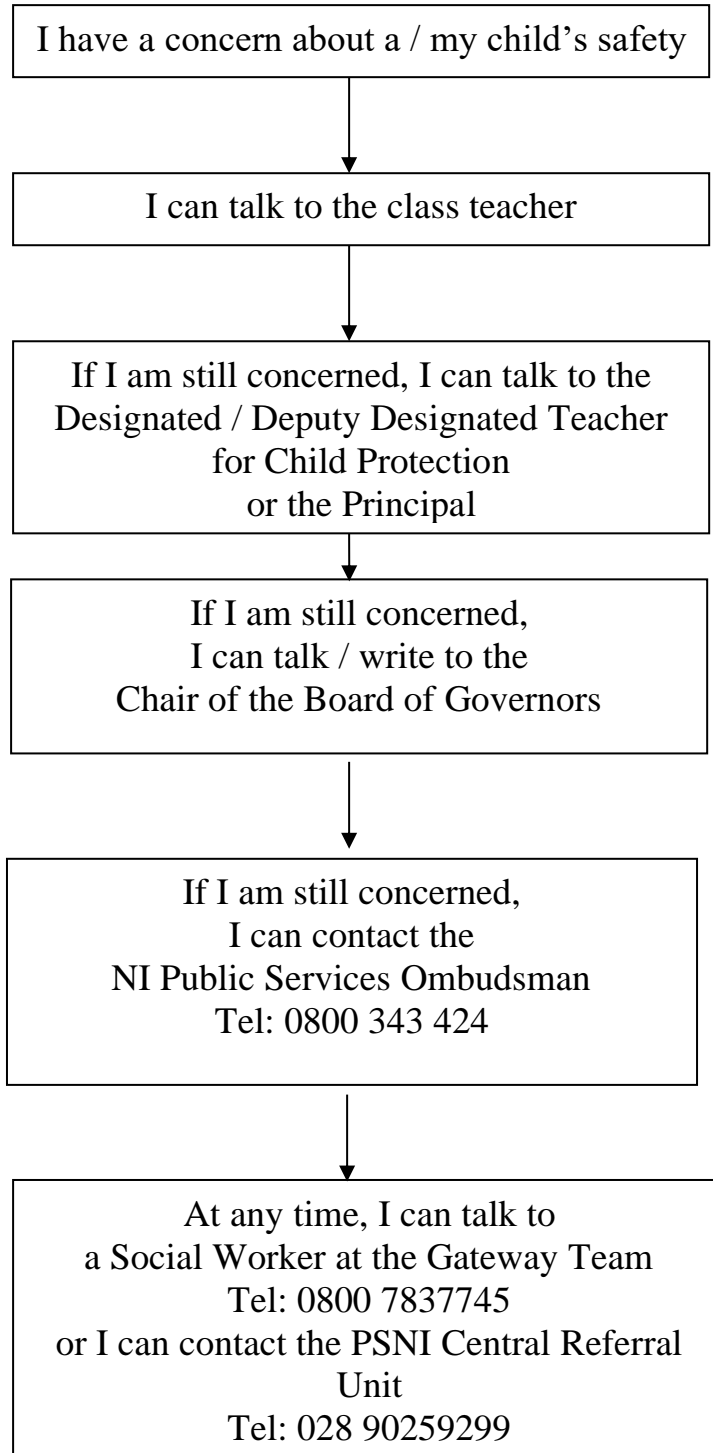 I have a concern about a / my child’s safety
I can talk to the class teacher
If I am still concerned, I can talk to the
Designated / Deputy Designated Teacher
for Child Protection
or the Principal
If I am still concerned,
I can talk / write to the
Chair of the Board of Governors
If I am still concerned,
I can contact the
NI Public Services Ombudsman
Tel: 0800 343 424
At any time, I can talk to
a Social Worker at the Gateway Team
Tel: 0800 7837745
or I can contact the PSNI Central Referral
Unit
Tel: 028 90259299